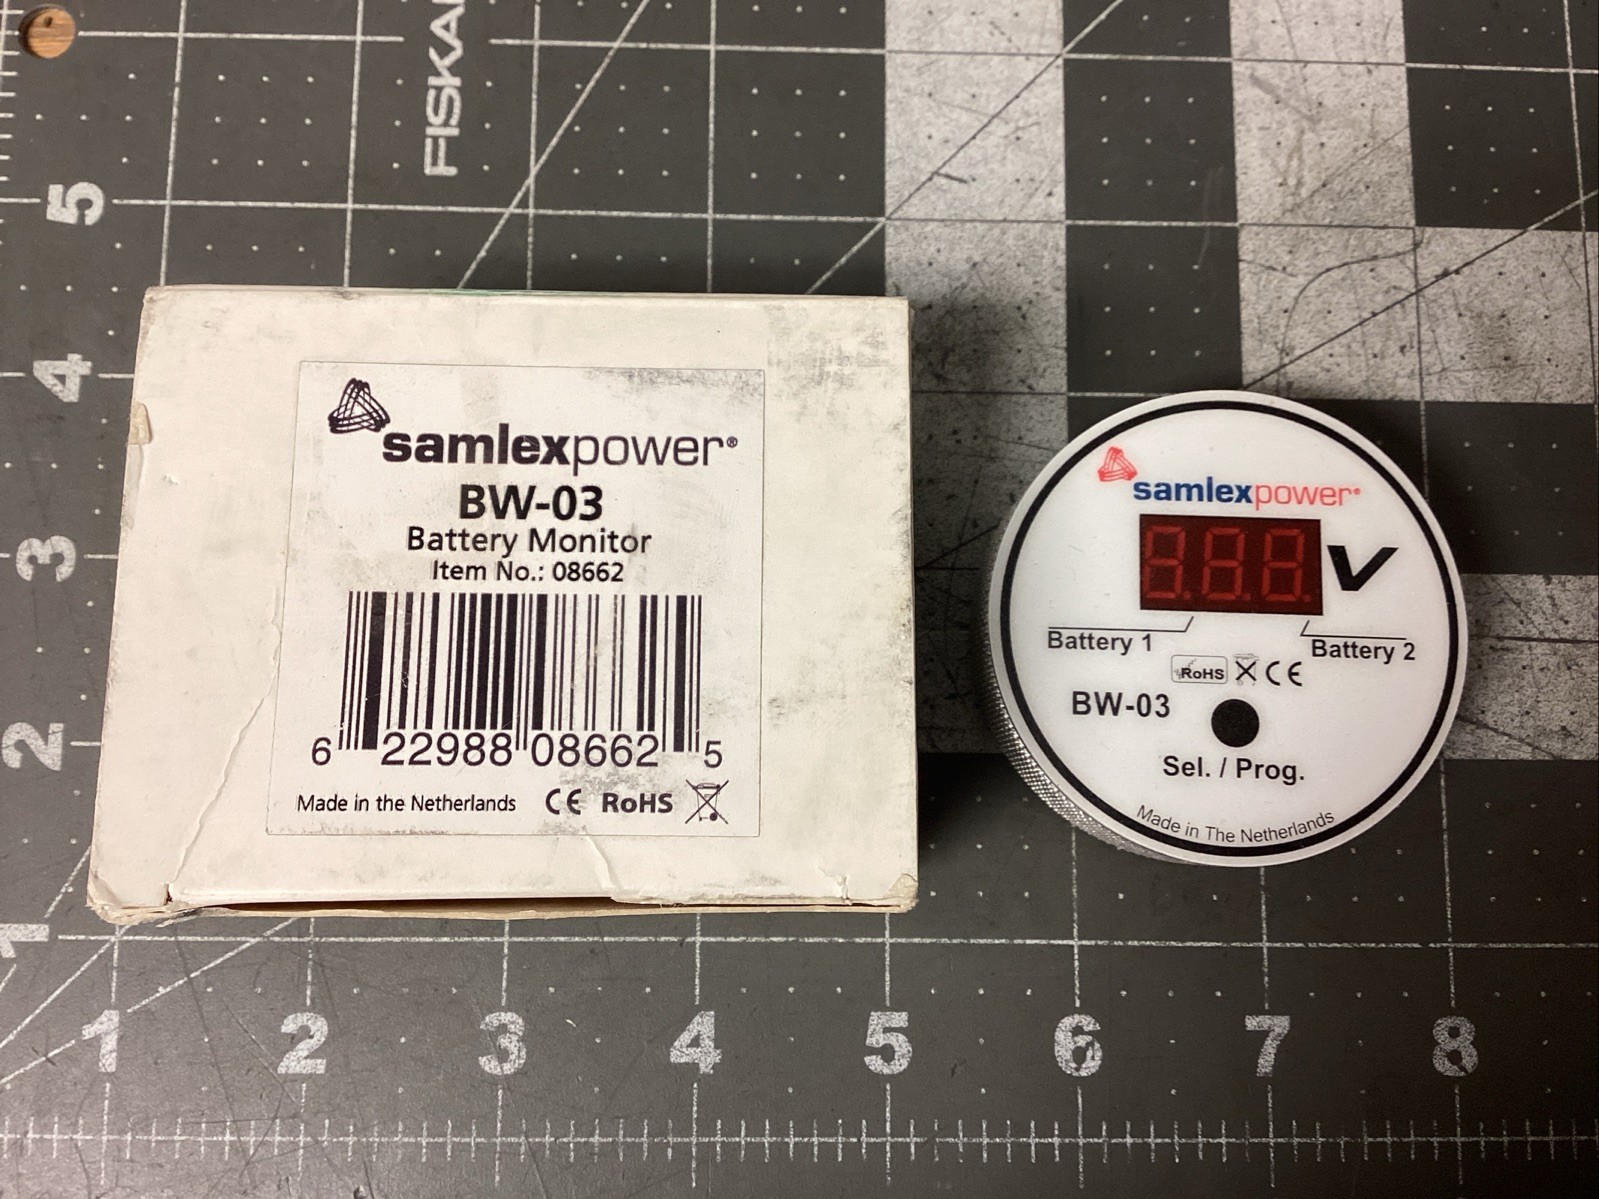 FISKA
5
4
3
2
1
samlexpower®
BW-03
Battery Monitor
Item No.: 08662
6 22988 08662 5
Made in the Netherlands CE RoHS
samlexpower
8.8.8. V
Battery 1
Battery 2
RoHS CE
BW-03
Sel. / Prog.
Made in The Netherlands
1 2 3 4 5 6 7 8